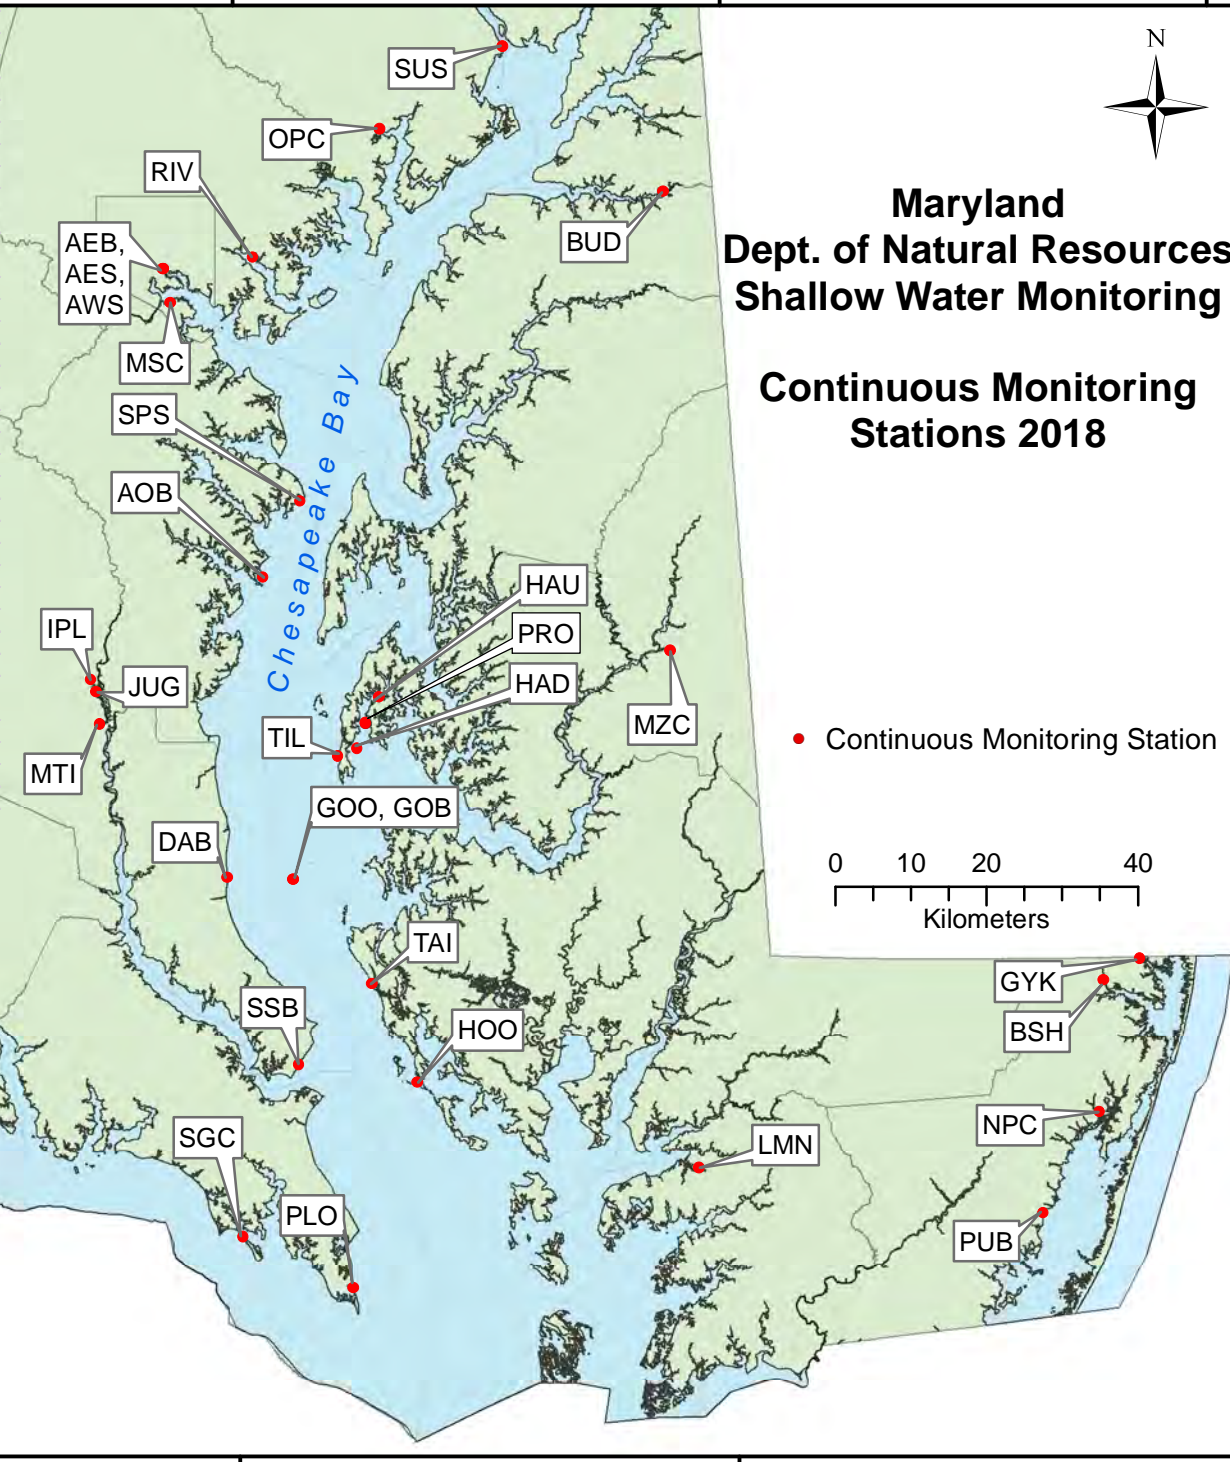 N
Maryland
Dept. of Natural Resources
Shallow Water Monitoring
Continuous Monitoring
Stations 2018
SUS
OPC
RIV
BUD
AEB,
AES,
AWS
MSC
SPS
AOB
Chesapeake Bay
HAU
PRO
HAD
IPL
JUG
MTI
TIL
MZC
Continuous Monitoring Station
GOO, GOB
DAB
0 10 20 40
Kilometers
TAI
GYK
BSH
SSB
HOO
NPC
SGC
LMN
PLO
PUB